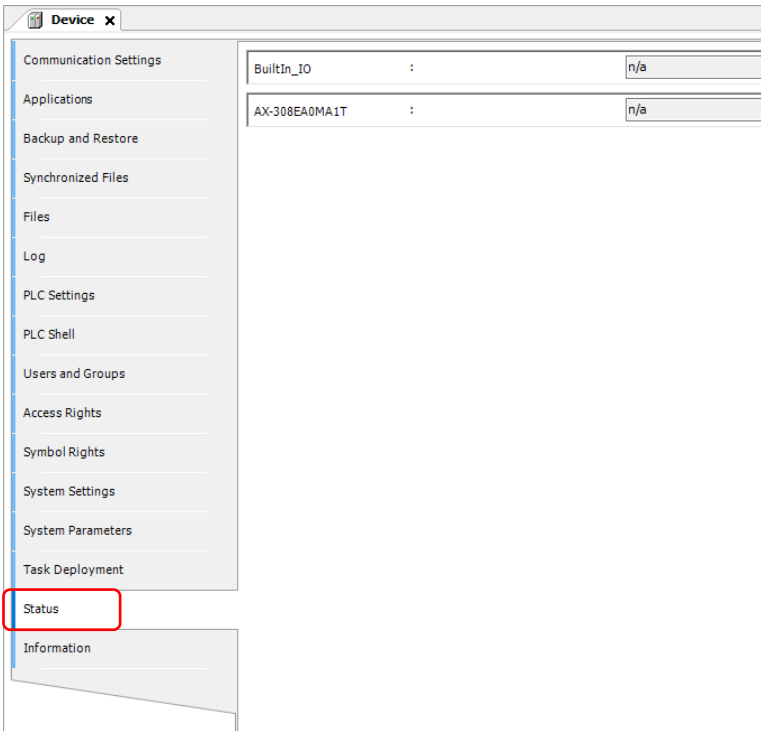 Device x
Communication Settings
Applications
Backup and Restore
Synchronized Files
Files
Log
PLC Settings
PLC Shell
Users and Groups
Access Rights
Symbol Rights
System Settings
System Parameters
Task Deployment
Status
Information
BuiltIn_IO : n/a
AX-308EA0MA1T : n/a